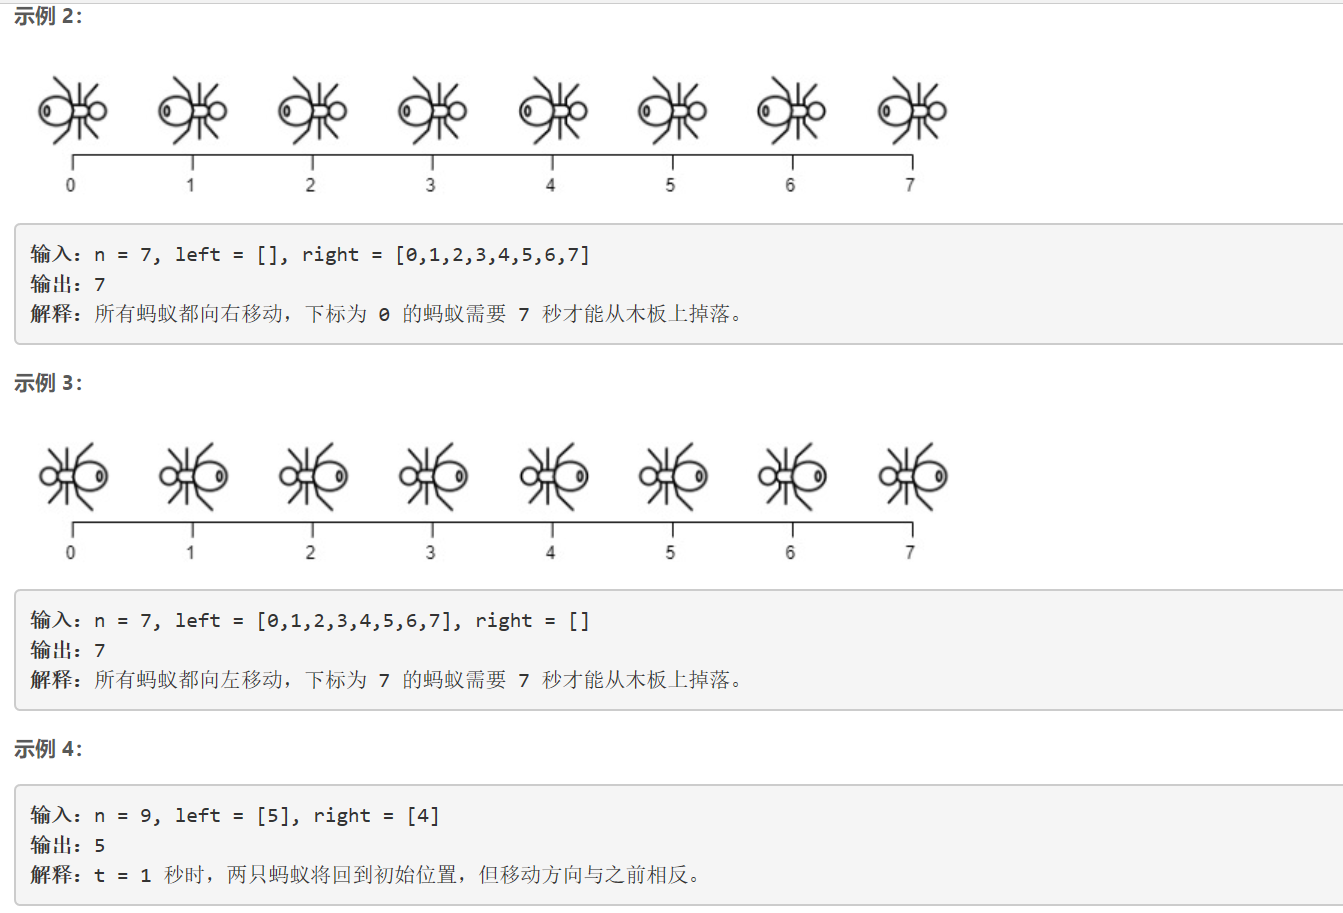 示例 2：
0 1 2 3 4 5 6 7
输入：n = 7, left = [], right = [0,1,2,3,4,5,6,7]
输出：7
解释：所有蚂蚁都向右移动，下标为 0 的蚂蚁需要 7 秒才能从木板上掉落。
示例 3：
0 1 2 3 4 5 6 7
输入：n = 7, left = [0,1,2,3,4,5,6,7], right = []
输出：7
解释：所有蚂蚁都向左移动，下标为 7 的蚂蚁需要 7 秒才能从木板上掉落。
示例 4：
输入：n = 9, left = [5], right = [4]
输出：5
解释：t = 1 秒时，两只蚂蚁将回到初始位置，但移动方向与之前相反。